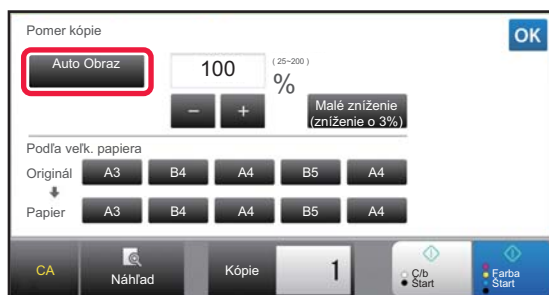 Pomer kópie
OK
Auto Obraz
100
( 25~200 )
%
−
+
Malé zníženie
(zníženie o 3%)
Podľa veľk. papiera
Originál
A3
B4
A4
B5
A4
Papier
A3
B4
A4
B5
A4
CA
Náhľad
Kópie
1
C/b
Štart
Farba
Štart